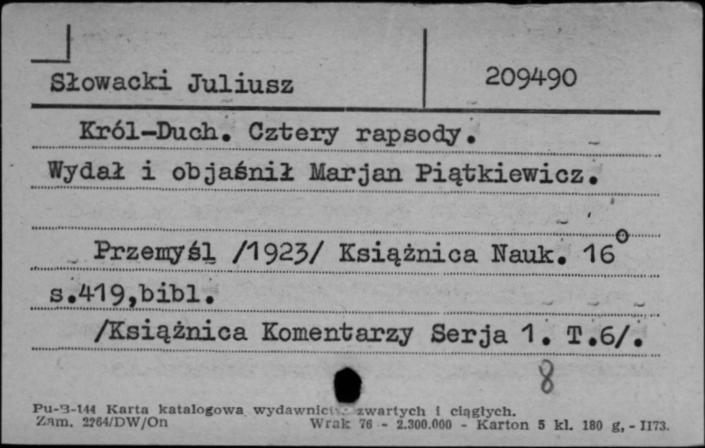 Słowacki Juliusz 209490
Król-Duch. Cztery rapsody.
Wydał i objaśnił Marjan Piątkiewicz.
Przemyśl /1923/ Książnica Nauk. 16°
s.419,bibl.
/Książnica Komentarzy Serja 1. T.6/.
8
Pu-3-144 Karta katalogowa wydawnictw zwartych i ciągłych.
Zam. 2264/DW/On Wrak 76 - 2.300.000 - Karton 5 kl. 180 g, - II73.